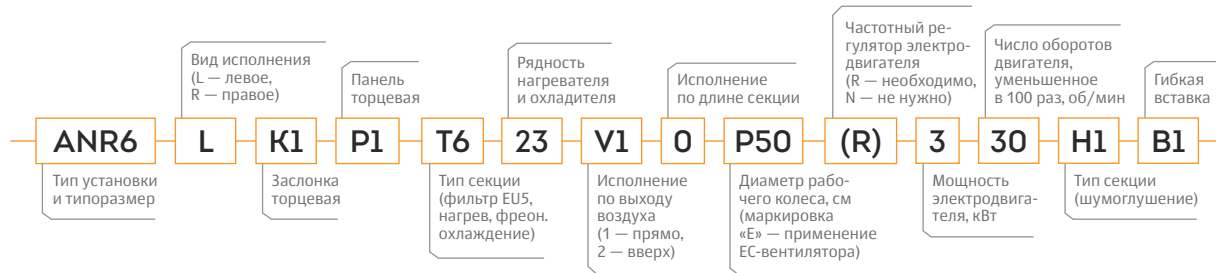 Вид исполнения
(L — левое,
R — правое)
Панель
торцевая
Рядность
нагревателя
и охладителя
Исполнение
по длине секции
Частотный ре-
гулятор электро-
двигателя
(R — необходимо,
N — не нужно)
Число оборотов
двигателя,
уменьшенное
в 100 раз, об/мин
Гибкая
вставка
ANR6 L K1 P1 T6 23 V1 0 P50 (R) 3 30 H1 B1
Тип установки
и типоразмер
Заслонка
торцевая
Тип секции
(фильтр EU5,
нагрев, фреон.
охлаждение)
Исполнение
по выходу
воздуха
(1 — прямо,
2 — вверх)
Диаметр рабо-
чего колеса, см
(маркировка
«Е» — применение
ЕС-вентилятора)
Мощность
электродвига-
теля, кВт
Тип секции
(шумоглушение)